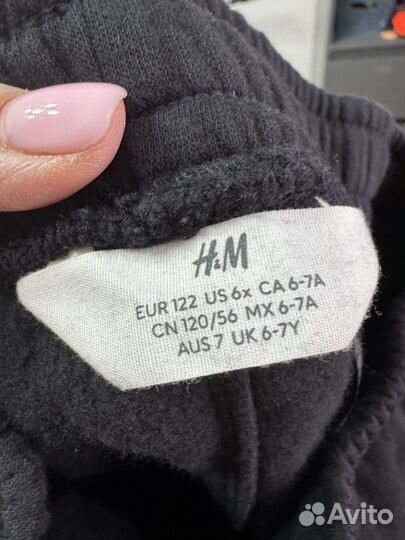 H&M
EUR 122 US 6x CA 6-7A
CN 120/56 MX 6-7A
AUS 7 UK 6-7Y
Avito